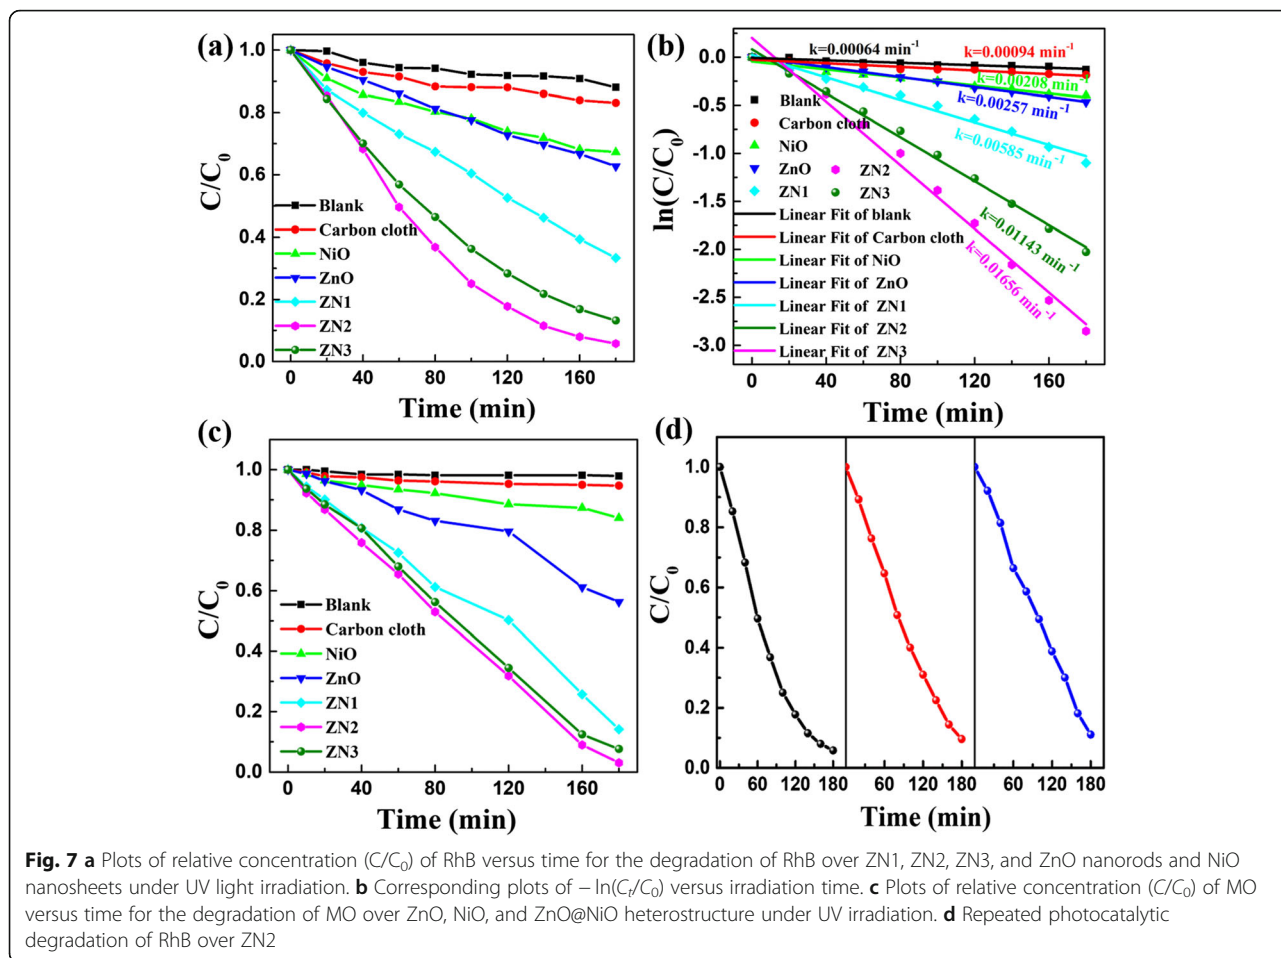 (a)
1.0
0.8
0.6
0.4
0.2
0.0
C/C₀
Blank
Carbon cloth
NiO
ZnO
ZN1
ZN2
ZN3
0 40 80 120 160
Time (min)
(b)
0.0
-0.5
-1.0
-1.5
-2.0
-2.5
-3.0
ln(C/C₀)
k=0.00064 min⁻¹
k=0.00094 min⁻¹
k=0.00208 min⁻¹
k=0.00257 min⁻¹
k=0.00585 min⁻¹
k=0.01143 min⁻¹
k=0.01656 min⁻¹
Blank
Carbon cloth
NiO
ZnO ZN2
ZN1 ZN3
Linear Fit of blank
Linear Fit of Carbon cloth
Linear Fit of NiO
Linear Fit of ZnO
Linear Fit of ZN1
Linear Fit of ZN2
Linear Fit of ZN3
0 40 80 120 160
Time (min)
(c)
1.0
0.8
0.6
0.4
0.2
0.0
C/C₀
Blank
Carbon cloth
NiO
ZnO
ZN1
ZN2
ZN3
0 40 80 120 160
Time (min)
(d)
1.0
0.8
0.6
0.4
0.2
0.0
C/C₀
0 60 120 180 60 120 180 60 120 180
Time (min)
Fig. 7 a Plots of relative concentration (C/C₀) of RhB versus time for the degradation of RhB over ZN1, ZN2, ZN3, and ZnO nanorods and NiO
nanosheets under UV light irradiation. b Corresponding plots of − ln(Cₜ/C₀) versus irradiation time. c Plots of relative concentration (C/C₀) of MO
versus time for the degradation of MO over ZnO, NiO, and ZnO@NiO heterostructure under UV irradiation. d Repeated photocatalytic
degradation of RhB over ZN2